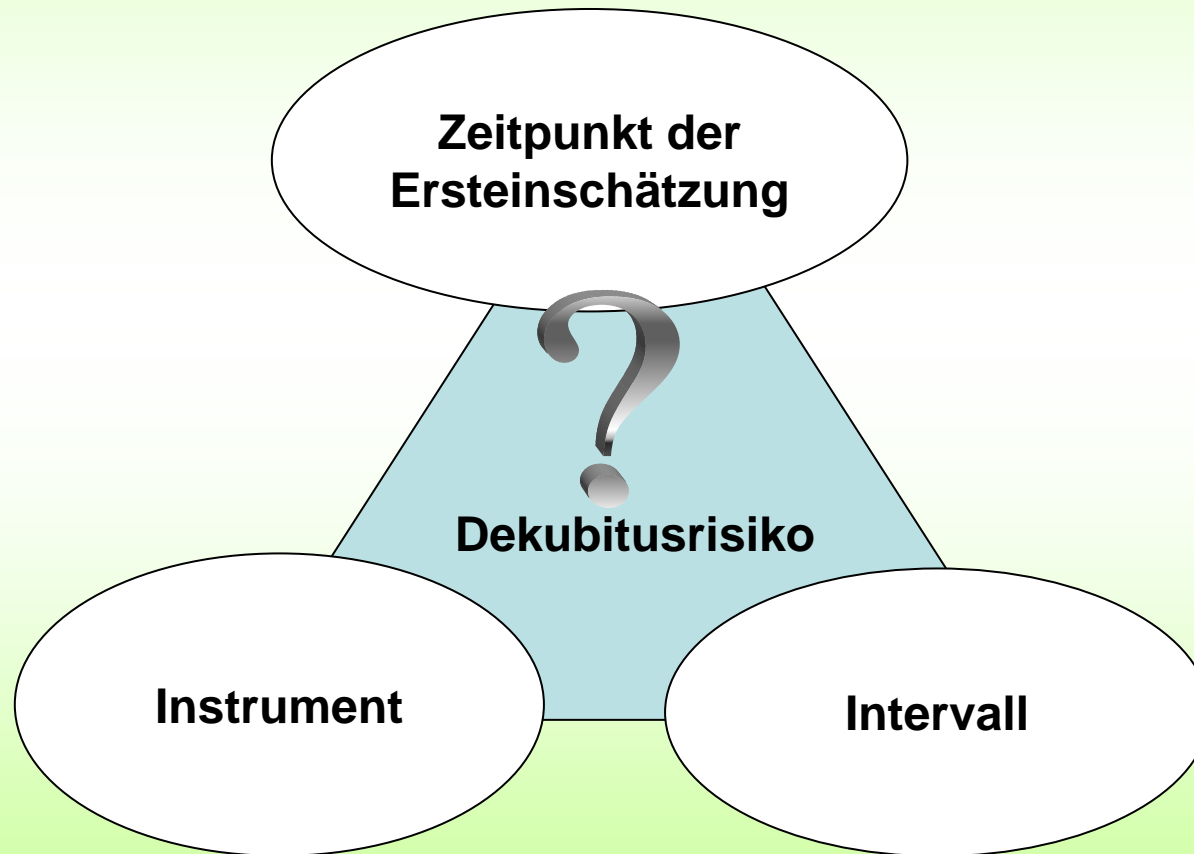 Zeitpunkt der
Ersteinschätzung
?
Dekubitusrisiko
Instrument
Intervall